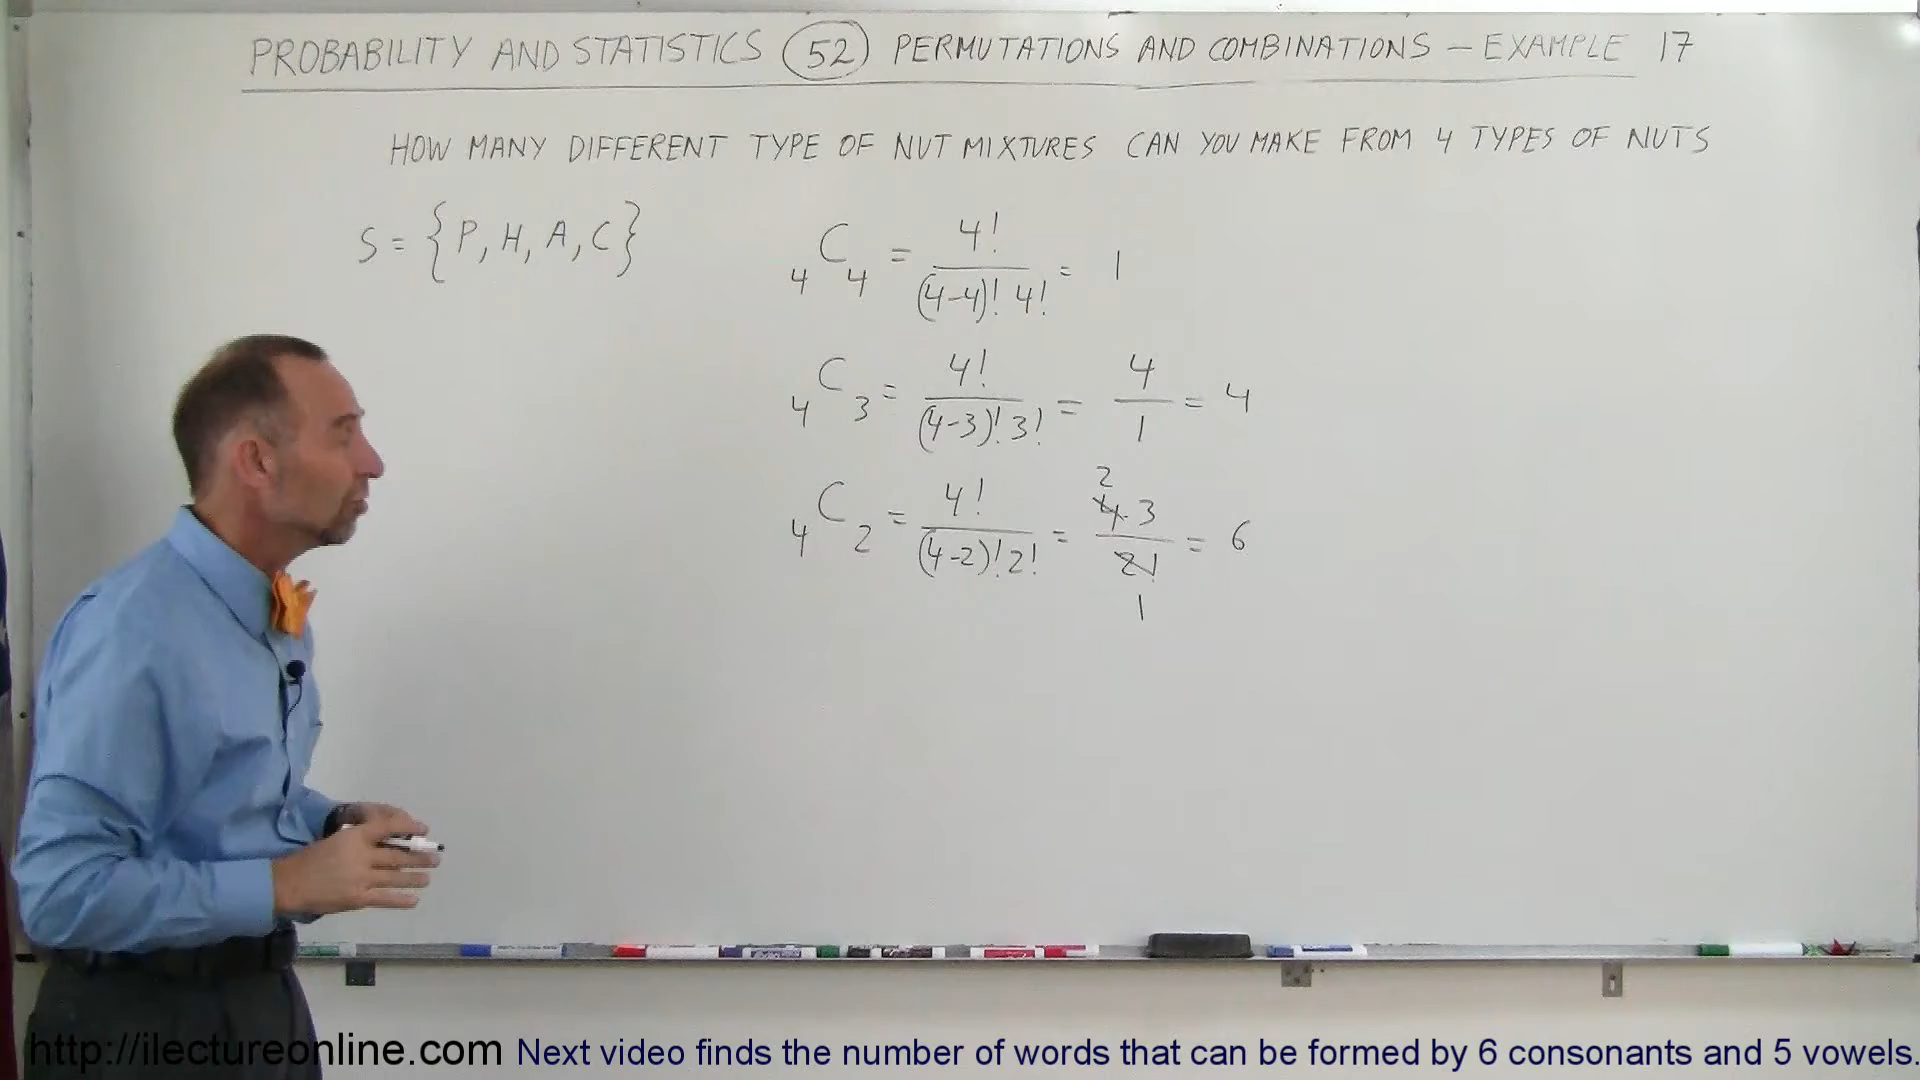 PROBABILITY AND STATISTICS 52 PERMUTATIONS AND COMBINATIONS – EXAMPLE 17
HOW MANY DIFFERENT TYPE OF NUT MIXTURES CAN YOU MAKE FROM 4 TYPES OF NUTS
S = {P, H, A, C}
4C4 = 4! / (4-4)! 4! = 1
4C3 = 4! / (4-3)! 3! = 4 / 1 = 4
2
4C2 = 4! / (4-2)! 2! = 4·3 / 2! = 6
1
http://ilectureonline.com Next video finds the number of words that can be formed by 6 consonants and 5 vowels.